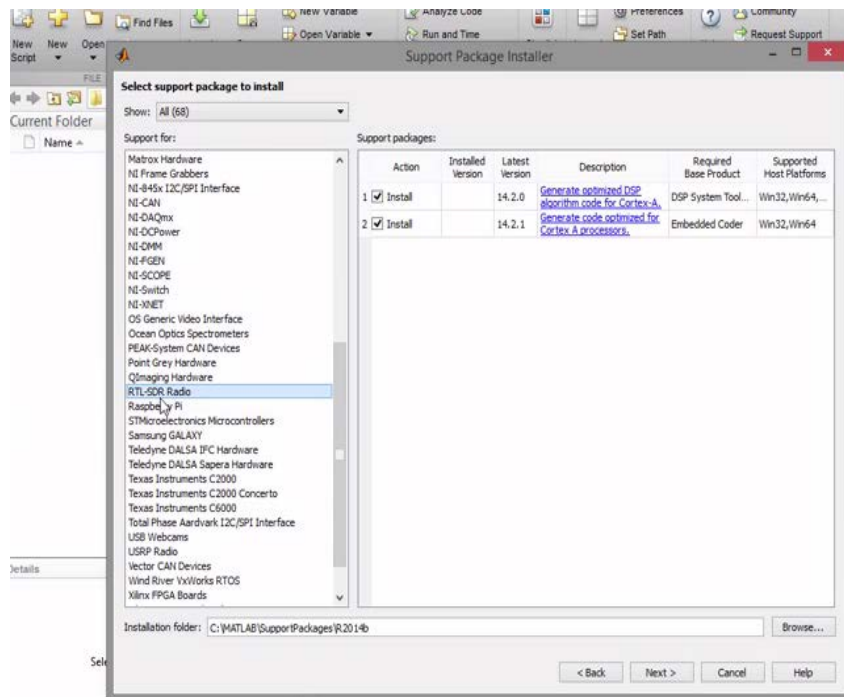 New Variable
Analyze Code
Preferences
Community
Find Files
Open Variable
Run and Time
Set Path
Request Support
New Script
New
Open
FILE
Support Package Installer
Current Folder
Name
Select support package to install
Show: All (68)
Support for:
Support packages:
Matrox Hardware
NI Frame Grabbers
NI-845x I2C/SPI Interface
NI-CAN
NI-DAQmx
NI-DCPower
NI-DMM
NI-FGEN
NI-SCOPE
NI-Switch
NI-XNET
OS Generic Video Interface
Ocean Optics Spectrometers
PEAK-System CAN Devices
Point Grey Hardware
QImaging Hardware
RTL-SDR Radio
Raspberry Pi
STMicroelectronics Microcontrollers
Samsung GALAXY
Teledyne DALSA IFC Hardware
Teledyne DALSA Sapera Hardware
Texas Instruments C2000
Texas Instruments C2000 Concerto
Texas Instruments C6000
Total Phase Aardvark I2C/SPI Interface
USB Webcams
USRP Radio
Vector CAN Devices
Wind River VxWorks RTOS
Xilinx FPGA Boards
Action Installed Version Latest Version Description Required Base Product Supported Host Platforms
1 Install 14.2.0 Generate optimized DSP algorithm code for Cortex-A. DSP System Tool... Win32,Win64,...
2 Install 14.2.1 Generate code optimized for Cortex A processors. Embedded Coder Win32,Win64
Details
Installation folder: C:\MATLAB\SupportPackages\R2014b
Browse...
Sele
< Back
Next >
Cancel
Help